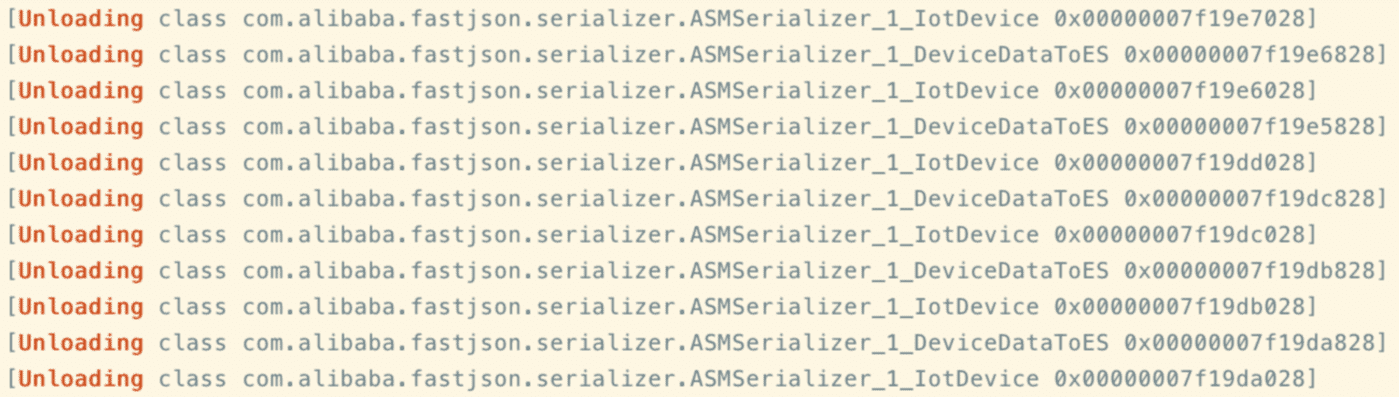 [Unloading class com.alibaba.fastjson.serializer.ASMSerializer_1_IotDevice 0x00000007f19e7028]
[Unloading class com.alibaba.fastjson.serializer.ASMSerializer_1_DeviceDataToES 0x00000007f19e6828]
[Unloading class com.alibaba.fastjson.serializer.ASMSerializer_1_IotDevice 0x00000007f19e6028]
[Unloading class com.alibaba.fastjson.serializer.ASMSerializer_1_DeviceDataToES 0x00000007f19e5828]
[Unloading class com.alibaba.fastjson.serializer.ASMSerializer_1_IotDevice 0x00000007f19dd028]
[Unloading class com.alibaba.fastjson.serializer.ASMSerializer_1_DeviceDataToES 0x00000007f19dc828]
[Unloading class com.alibaba.fastjson.serializer.ASMSerializer_1_IotDevice 0x00000007f19dc028]
[Unloading class com.alibaba.fastjson.serializer.ASMSerializer_1_DeviceDataToES 0x00000007f19db828]
[Unloading class com.alibaba.fastjson.serializer.ASMSerializer_1_IotDevice 0x00000007f19db028]
[Unloading class com.alibaba.fastjson.serializer.ASMSerializer_1_DeviceDataToES 0x00000007f19da828]
[Unloading class com.alibaba.fastjson.serializer.ASMSerializer_1_IotDevice 0x00000007f19da028]